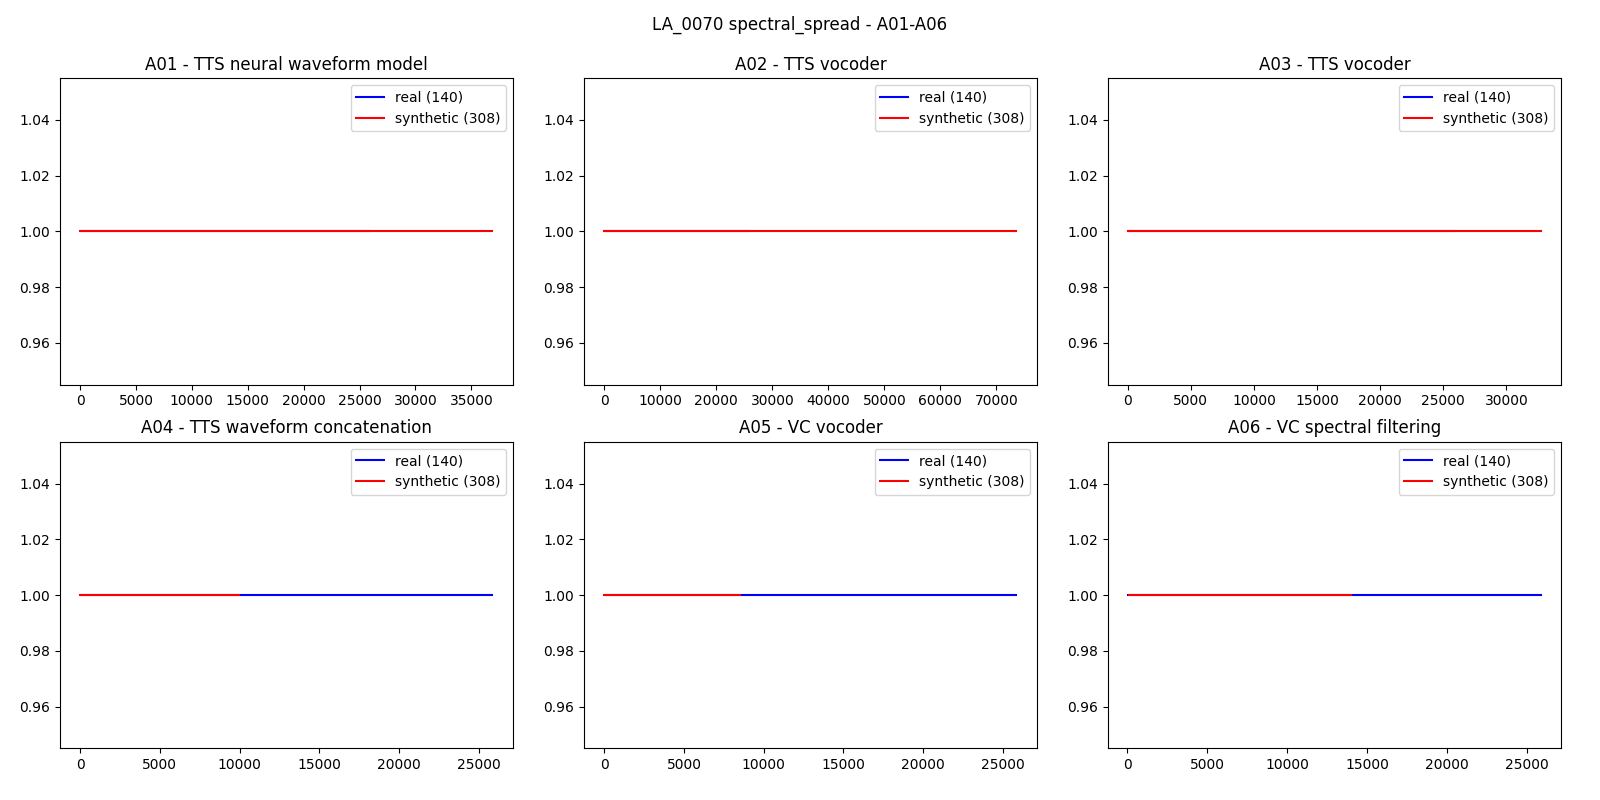 LA_0070 spectral_spread - A01-A06
A01 - TTS neural waveform model
real (140)
synthetic (308)
1.04
1.02
1.00
0.98
0.96
0 5000 10000 15000 20000 25000 30000 35000
A02 - TTS vocoder
real (140)
synthetic (308)
1.04
1.02
1.00
0.98
0.96
0 10000 20000 30000 40000 50000 60000 70000
A03 - TTS vocoder
real (140)
synthetic (308)
1.04
1.02
1.00
0.98
0.96
0 5000 10000 15000 20000 25000 30000
A04 - TTS waveform concatenation
real (140)
synthetic (308)
1.04
1.02
1.00
0.98
0.96
0 5000 10000 15000 20000 25000
A05 - VC vocoder
real (140)
synthetic (308)
1.04
1.02
1.00
0.98
0.96
0 5000 10000 15000 20000 25000
A06 - VC spectral filtering
real (140)
synthetic (308)
1.04
1.02
1.00
0.98
0.96
0 5000 10000 15000 20000 25000